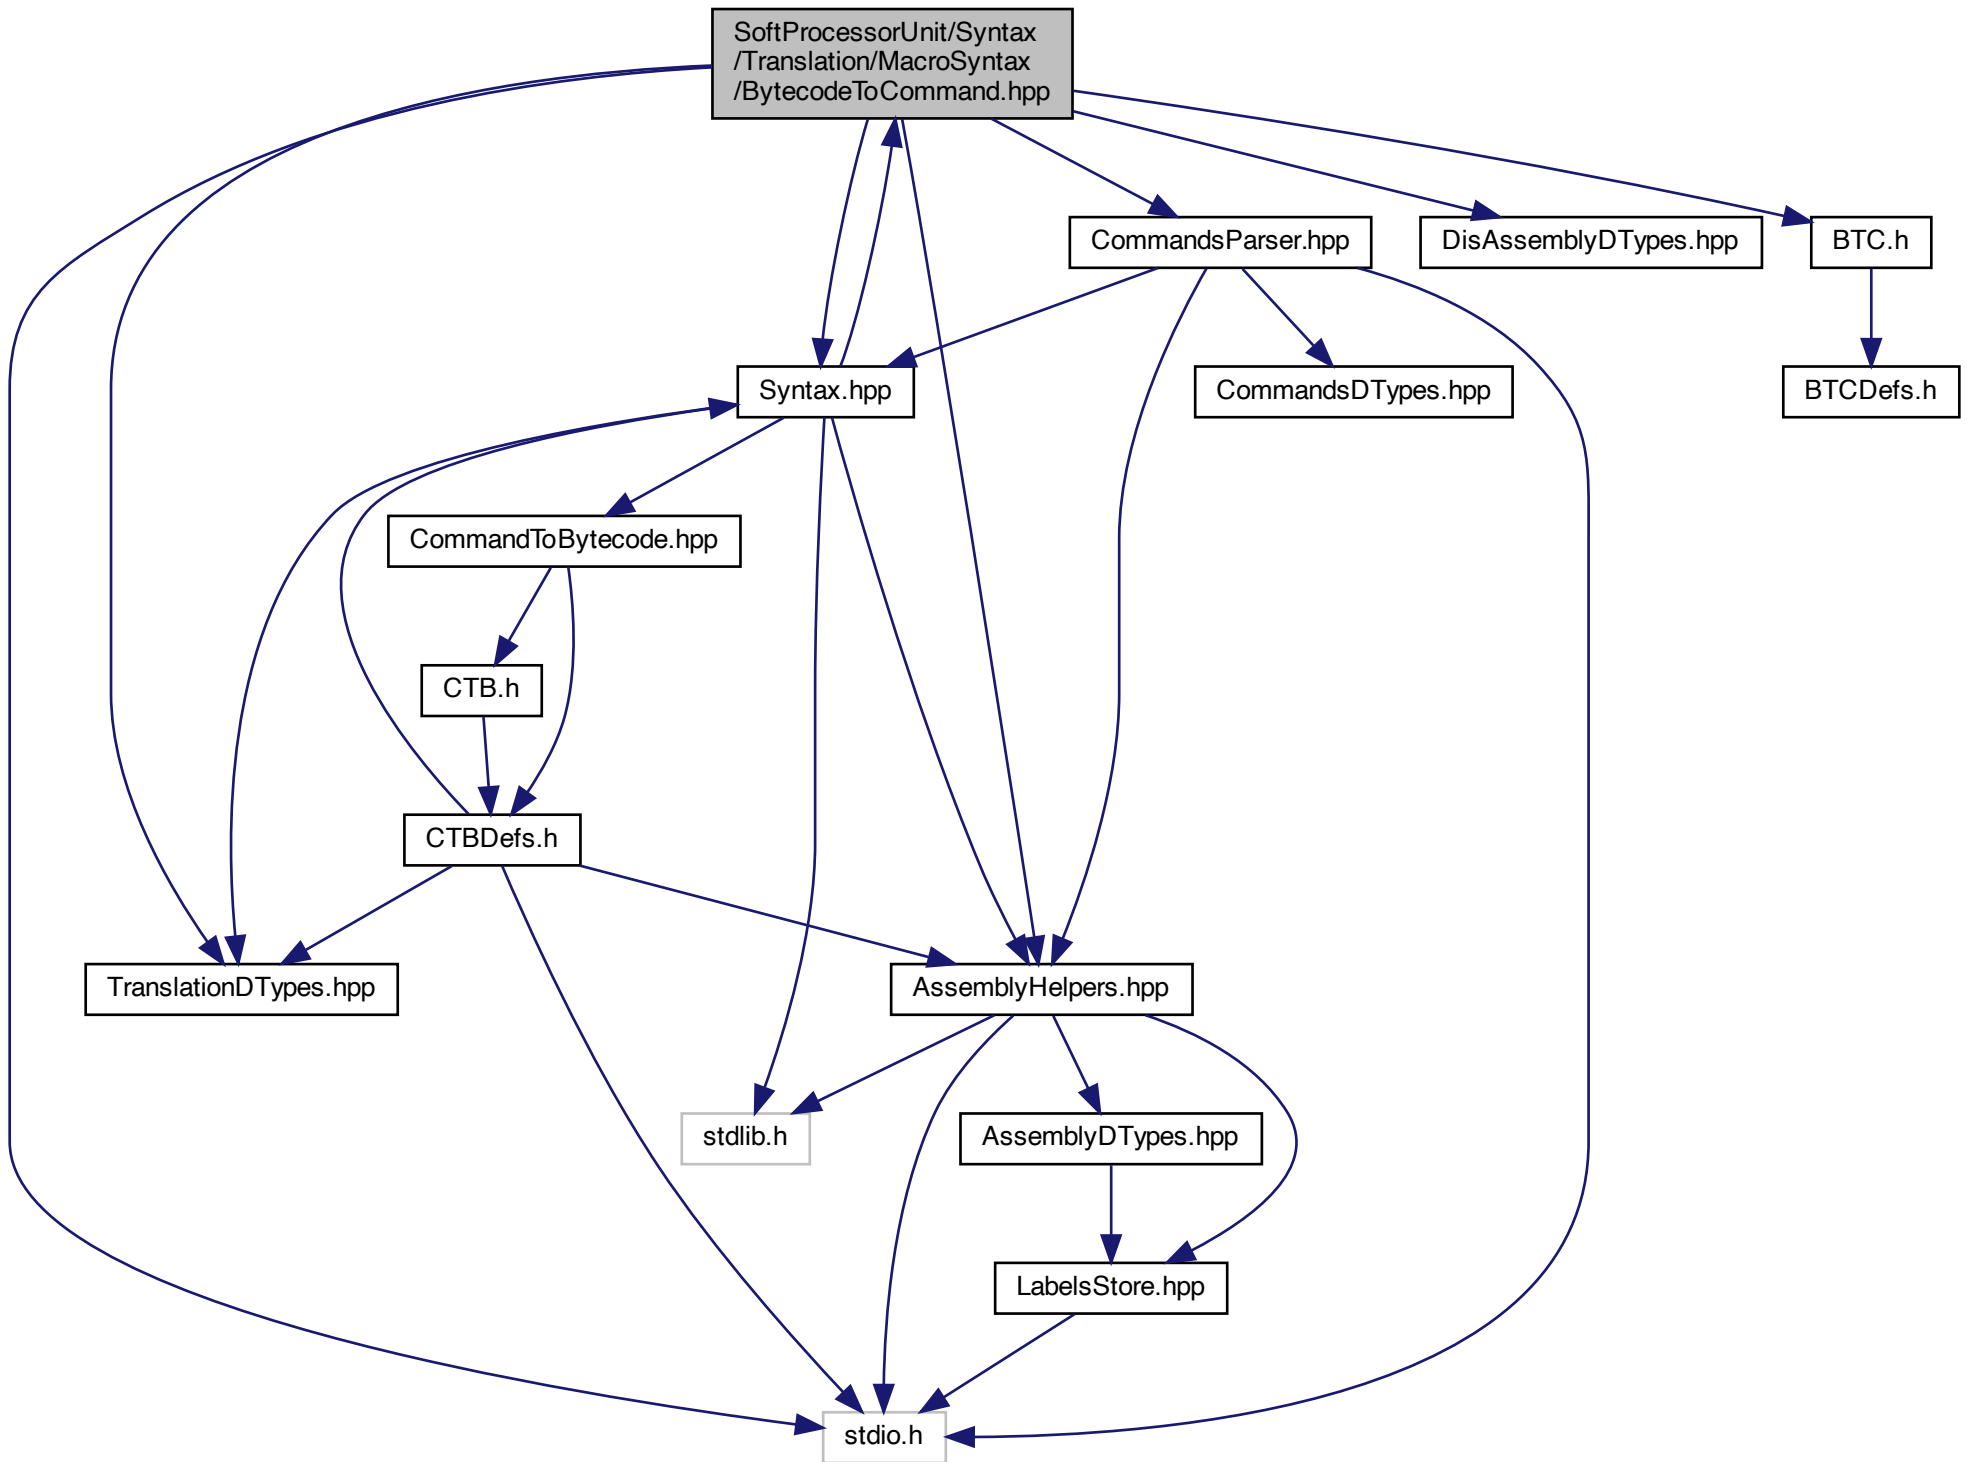 SoftProcessorUnit/Syntax
/Translation/MacroSyntax
/BytecodeToCommand.hpp
CommandsParser.hpp
DisAssemblyDTypes.hpp
BTC.h
Syntax.hpp
CommandsDTypes.hpp
BTCDefs.h
CommandToBytecode.hpp
CTB.h
CTBDefs.h
TranslationDTypes.hpp
AssemblyHelpers.hpp
stdlib.h
AssemblyDTypes.hpp
LabelsStore.hpp
stdio.h